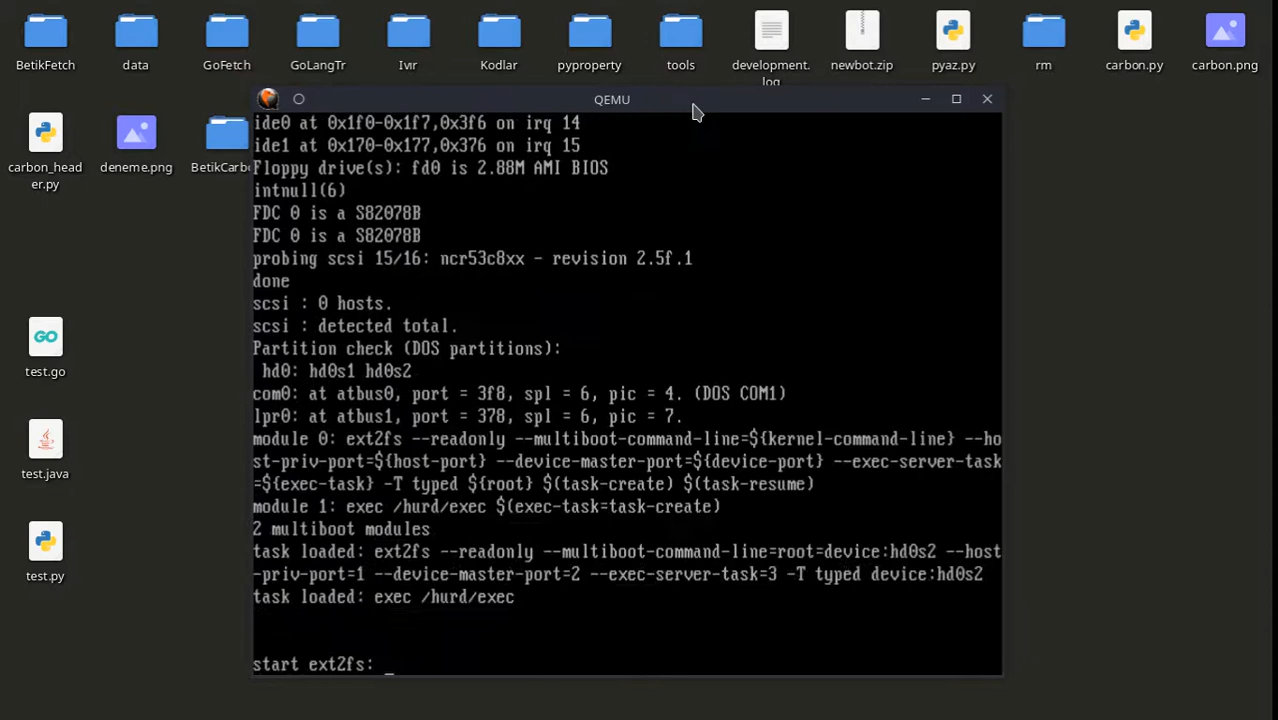 BetikFetch
data
GoFetch
GoLangTr
Ivır
Kodlar
pyproperty
tools
development.
log
newbot.zip
pyaz.py
rm
carbon.py
carbon.png
QEMU
carbon_head
er.py
deneme.png
BetikCarbo
test.go
test.java
test.py
ide0 at 0x1f0-0x1f7,0x3f6 on irq 14
ide1 at 0x170-0x177,0x376 on irq 15
Floppy drive(s): fd0 is 2.88M AMI BIOS
intnull(6)
FDC 0 is a S82078B
FDC 0 is a S82078B
probing scsi 15/16: ncr53c8xx - revision 2.5f.1
done
scsi : 0 hosts.
scsi : detected total.
Partition check (DOS partitions):
hd0: hd0s1 hd0s2
com0: at atbus0, port = 3f8, spl = 6, pic = 4. (DOS COM1)
lpr0: at atbus1, port = 378, spl = 6, pic = 7.
module 0: ext2fs --readonly --multiboot-command-line=${kernel-command-line} --ho
st-priv-port=${host-port} --device-master-port=${device-port} --exec-server-task
=${exec-task} -T typed ${root} $(task-create) $(task-resume)
module 1: exec /hurd/exec $(exec-task=task-create)
2 multiboot modules
task loaded: ext2fs --readonly --multiboot-command-line=root=device:hd0s2 --host
-priv-port=1 --device-master-port=2 --exec-server-task=3 -T typed device:hd0s2
task loaded: exec /hurd/exec
start ext2fs: _
GO